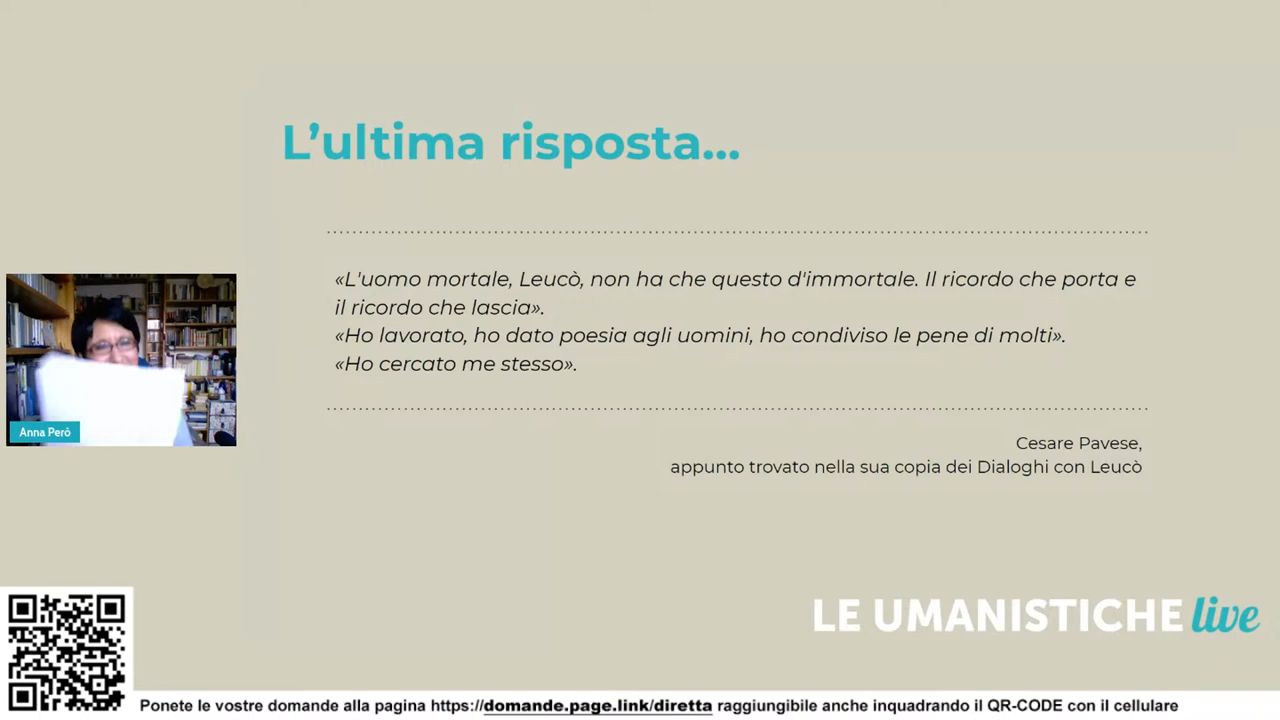 L’ultima risposta...
«L'uomo mortale, Leucò, non ha che questo d'immortale. Il ricordo che porta e
il ricordo che lascia».
«Ho lavorato, ho dato poesia agli uomini, ho condiviso le pene di molti».
«Ho cercato me stesso».
Anna Però
Cesare Pavese,
appunto trovato nella sua copia dei Dialoghi con Leucò
LE UMANISTICHE live
Ponete le vostre domande alla pagina https://domande.page.link/diretta raggiungibile anche inquadrando il QR-CODE con il cellulare